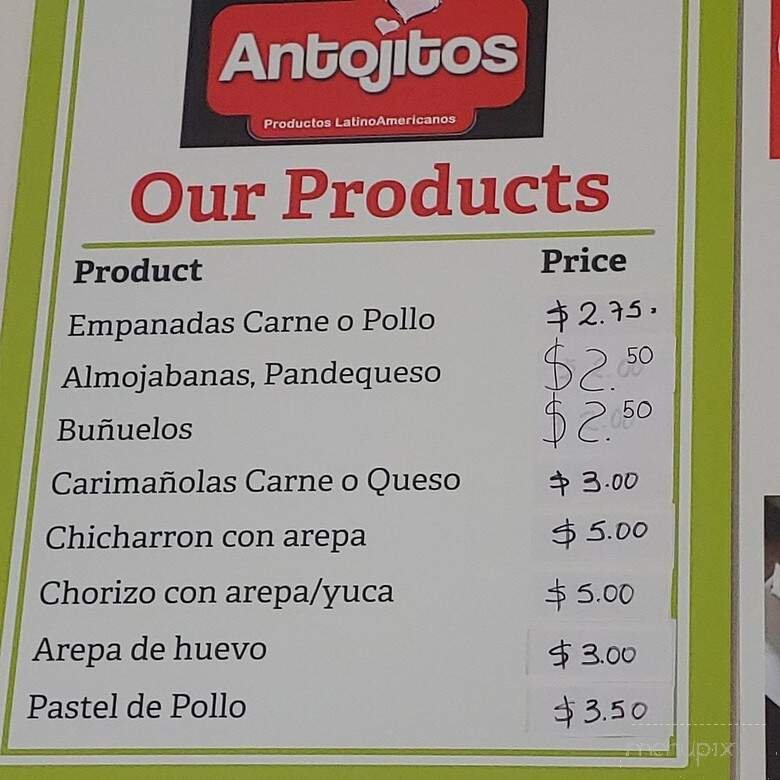 Antojitos
Productos LatinoAmericanos
Our Products
Product Price
Empanadas Carne o Pollo $2.75.
Almojabanas, Pandequeso $2.50
Buñuelos $2.50
Carimañolas Carne o Queso $3.00
Chicharron con arepa $5.00
Chorizo con arepa/yuca $5.00
Arepa de huevo $3.00
Pastel de Pollo $3.50
menupix